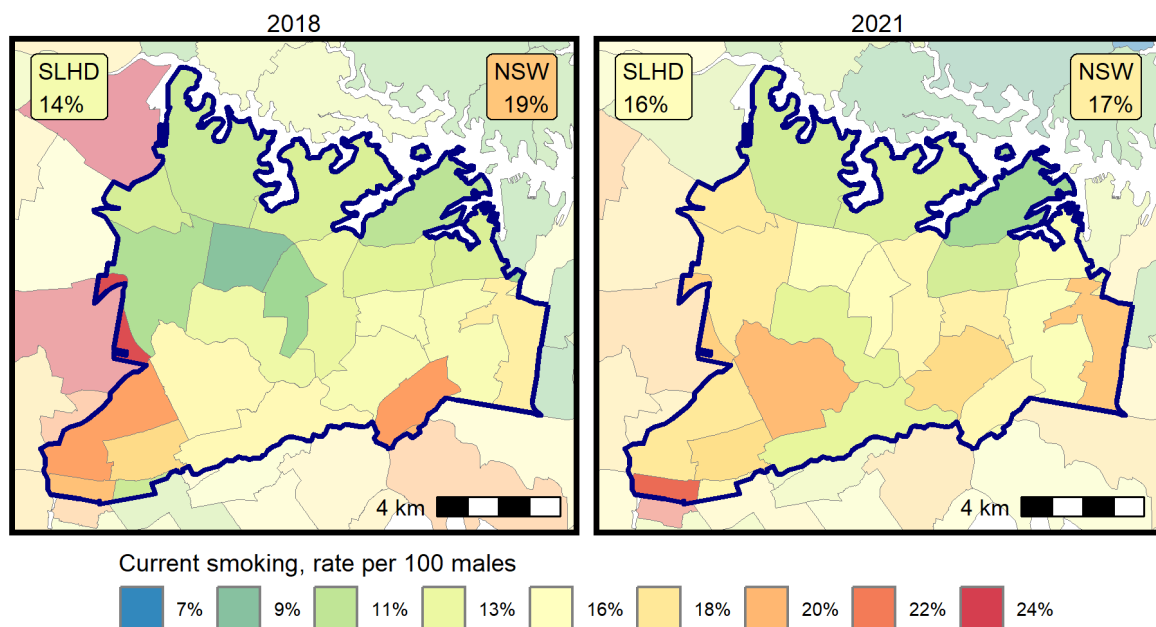 2018
2021
SLHD
14%
NSW
19%
SLHD
16%
NSW
17%
4 km
4 km
Current smoking, rate per 100 males
7% 9% 11% 13% 16% 18% 20% 22% 24%